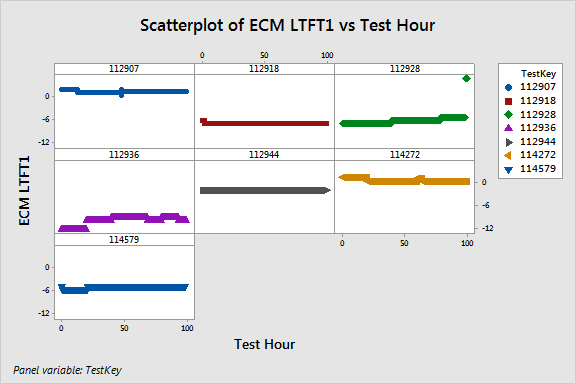 Scatterplot of ECM LTFT1 vs Test Hour
0 50 100
112907 112918 112928
0
-6
-12
112936 112944 114272
0
-6
-12
114579
0 50 100
0
-6
-12
0 50 100
ECM LTFT1
Test Hour
TestKey
112907
112918
112928
112936
112944
114272
114579
Panel variable: TestKey